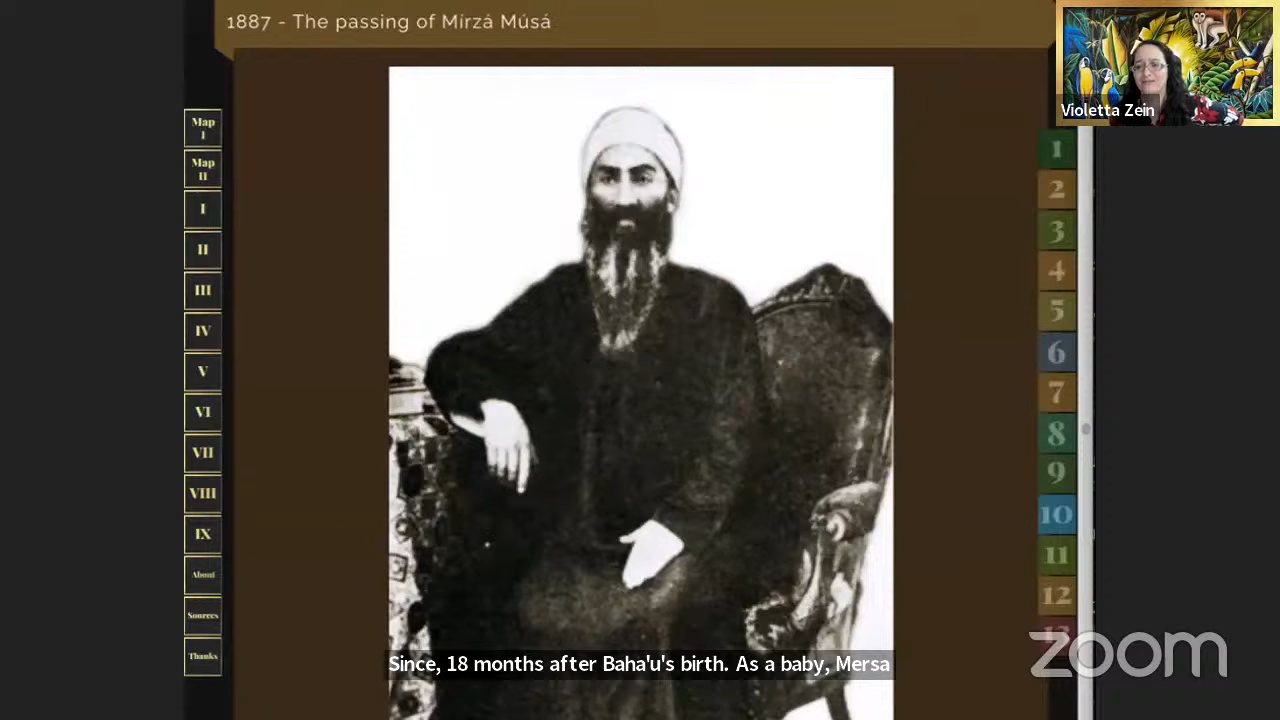 1887 - The passing of Mírzá Músá
Violetta Zein
Map
I
Map
II
I
II
III
IV
V
VI
VII
VIII
IX
About
Sources
Thanks
1
2
3
4
5
6
7
8
9
10
11
12
13
zoom
Since, 18 months after Baha'u's birth. As a baby, Mersa